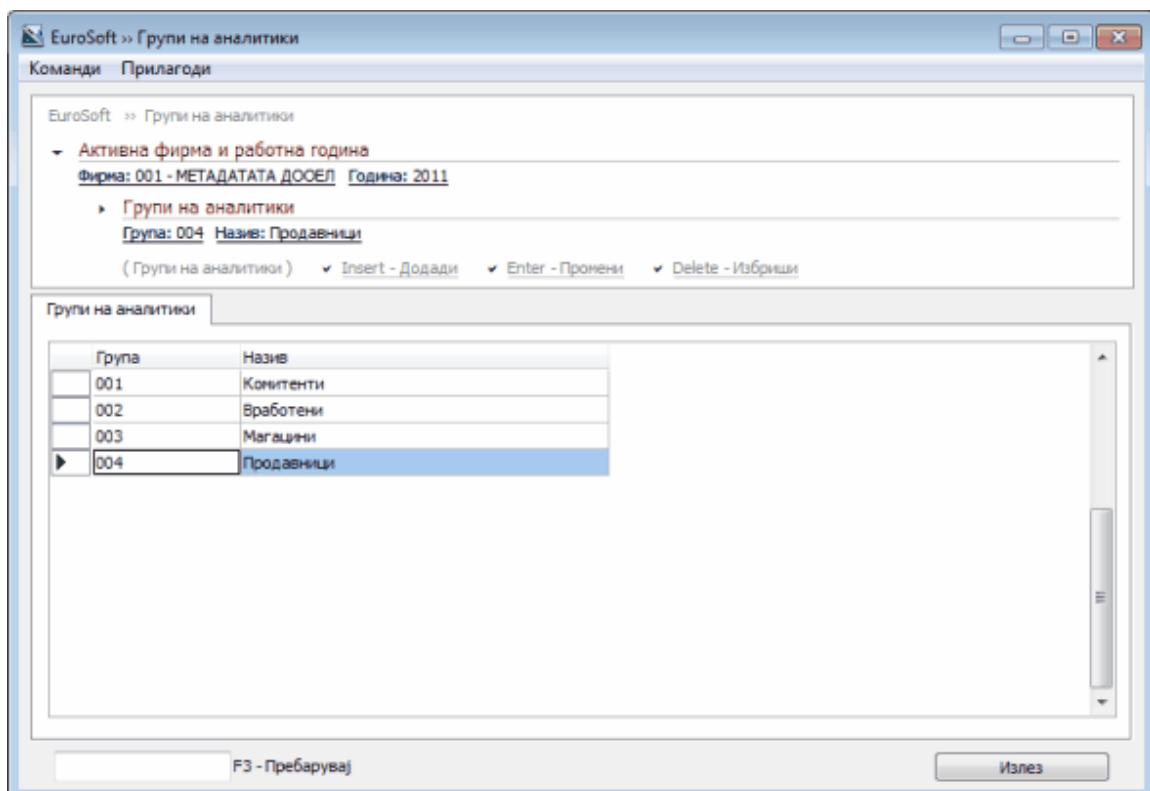 EuroSoft » Групи на аналитики
Команди Прилагоди
EuroSoft » Групи на аналитики
Активна фирма и работна година
Фирма: 001 - МЕТАДАТАТА ДООЕЛ Година: 2011
Групи на аналитики
Група: 004 Назив: Продавници
( Групи на аналитики ) Insert - Додади Enter - Промени Delete - Избриши
Групи на аналитики
Група Назив
001 Комитенти
002 Вработени
003 Магацини
004 Продавници
F3 - Пребарувај Излез